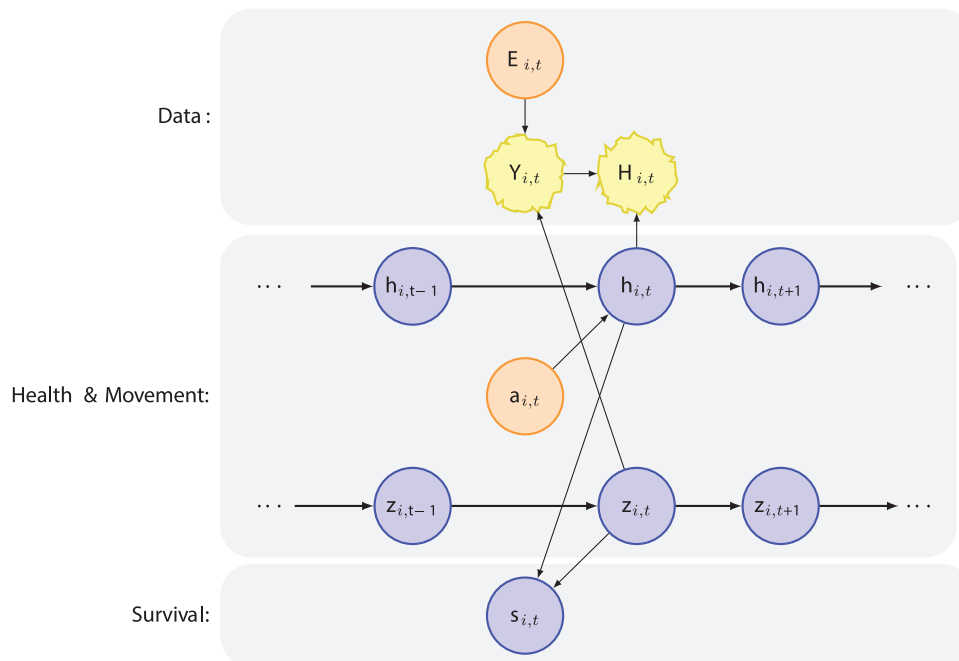 E i,t
Data :
Y i,t H i,t
... h i,t– 1 h i,t h i,t+1 ...
Health & Movement: a i,t
... z i,t– 1 z i,t z i,t+1 ...
Survival: s i,t